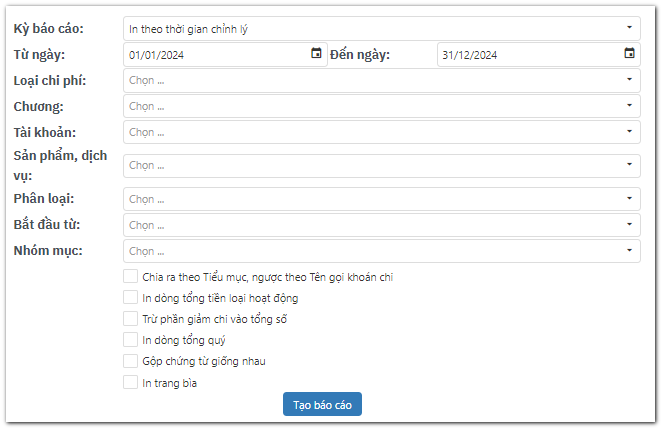 Kỳ báo cáo: In theo thời gian chỉnh lý
Từ ngày: 01/01/2024 Đến ngày: 31/12/2024
Loại chi phí: Chọn ...
Chương: Chọn ...
Tài khoản: Chọn ...
Sản phẩm, dịch vụ: Chọn ...
Phân loại: Chọn ...
Bắt đầu từ: Chọn ...
Nhóm mục: Chọn ...
Chia ra theo Tiểu mục, ngược theo Tên gọi khoản chi
In dòng tổng tiền loại hoạt động
Trừ phần giảm chi vào tổng số
In dòng tổng quý
Gộp chứng từ giống nhau
In trang bìa
Tạo báo cáo